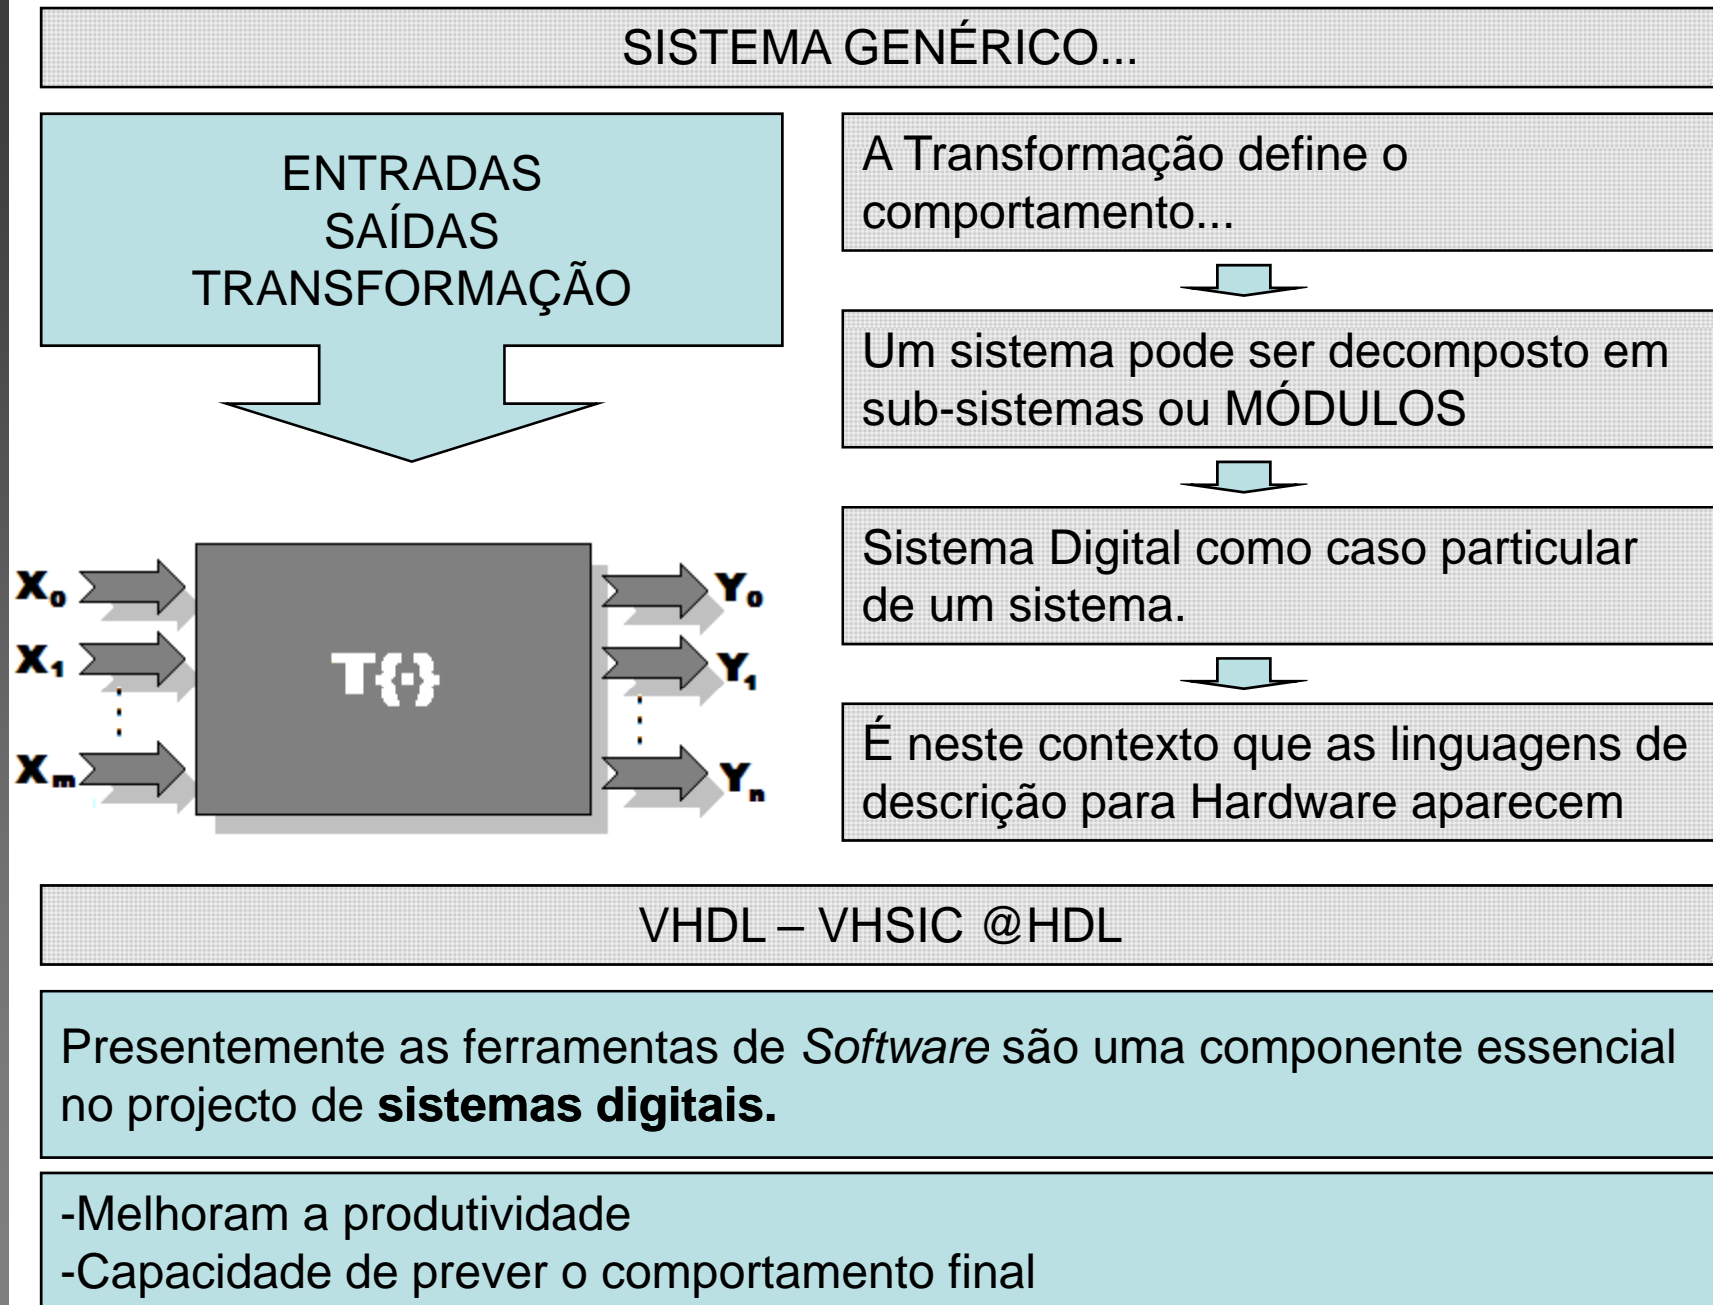 SISTEMA GENÉRICO...
ENTRADAS
SAÍDAS
TRANSFORMAÇÃO
X₀
X₁
Xₘ
T{·}
Y₀
Y₁
Yₙ
A Transformação define o
comportamento...
Um sistema pode ser decomposto em
sub-sistemas ou MÓDULOS
Sistema Digital como caso particular
de um sistema.
É neste contexto que as linguagens de
descrição para Hardware aparecem
VHDL – VHSIC @HDL
Presentemente as ferramentas de Software são uma componente essencial
no projecto de sistemas digitais.
-Melhoram a produtividade
-Capacidade de prever o comportamento final